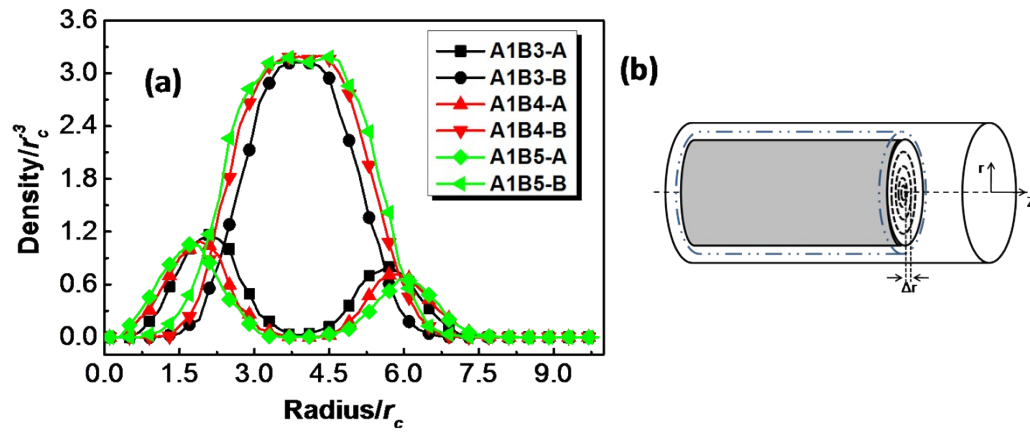 (a)
Density/r_c^3
3.6
3.0
2.4
1.8
1.2
0.6
0.0
A1B3-A
A1B3-B
A1B4-A
A1B4-B
A1B5-A
A1B5-B
0.0 1.5 3.0 4.5 6.0 7.5 9.0
Radius/r_c
(b)
r
z
Δr